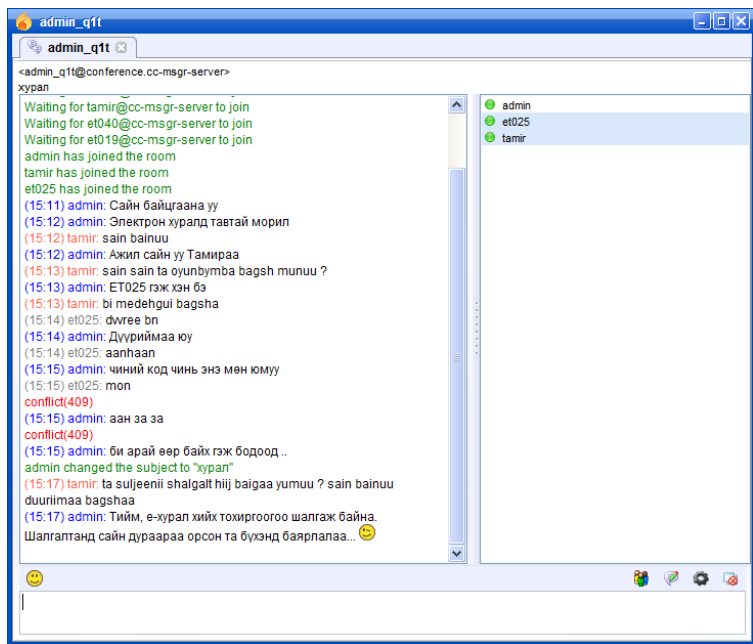 admin_q1t
admin_q1t
<admin_q1t@conference.cc-msgr-server>
хурал
Waiting for tamir@cc-msgr-server to join
Waiting for et040@cc-msgr-server to join
Waiting for et019@cc-msgr-server to join
admin has joined the room
tamir has joined the room
et025 has joined the room
(15:11) admin: Сайн байцгаана уу
(15:12) admin: Электрон хуралд тавтай морил
(15:12) tamir: sain bainuu
(15:12) admin: Ажил сайн уу Тамираа
(15:13) tamir: sain sain ta oyunbymba bagsh munuu ?
(15:13) admin: ЕТ025 гэж хэн бэ
(15:13) tamir: bi medehgui bagsha
(15:14) et025: dvvree bn
(15:14) admin: Дүүриймаа юу
(15:14) et025: aanhaan
(15:15) admin: чиний код чинь энэ мөн юмуу
(15:15) et025: mon
conflict(409)
(15:15) admin: аан за за
conflict(409)
(15:15) admin: би арай өөр байх гэж бодоод ..
admin changed the subject to "хурал"
(15:17) tamir: ta suljeenii shalgalt hiij baigaa yumuu ? sain bainuu
duuriimaa bagshaa
(15:17) admin: Тийм, е-хурал хийх тохиргоогоо шалгаж байна.
Шалгалтанд сайн дураараа орсон та бүхэнд баярлалаа...
admin
et025
tamir